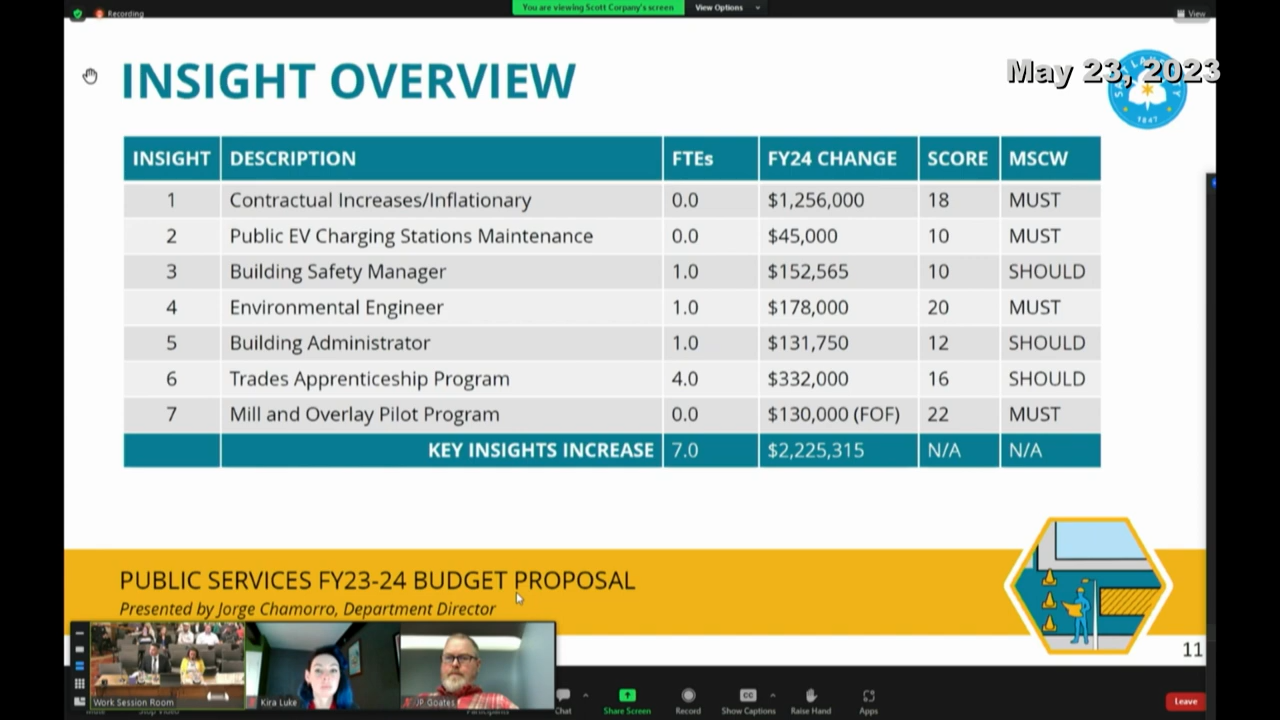 Recording
You are viewing Scott Corpany's screen
View Options
View
INSIGHT OVERVIEW
May 23, 2023
1847
INSIGHT DESCRIPTION FTEs FY24 CHANGE SCORE MSCW
1 Contractual Increases/Inflationary 0.0 $1,256,000 18 MUST
2 Public EV Charging Stations Maintenance 0.0 $45,000 10 MUST
3 Building Safety Manager 1.0 $152,565 10 SHOULD
4 Environmental Engineer 1.0 $178,000 20 MUST
5 Building Administrator 1.0 $131,750 12 SHOULD
6 Trades Apprenticeship Program 4.0 $332,000 16 SHOULD
7 Mill and Overlay Pilot Program 0.0 $130,000 (FOF) 22 MUST
KEY INSIGHTS INCREASE 7.0 $2,225,315 N/A N/A
PUBLIC SERVICES FY23-24 BUDGET PROPOSAL
Presented by Jorge Chamorro, Department Director
11
Work Session Room
Kira Luke
JP Goates
Participants
Chat
Share Screen
Record
CC
Show Captions
Raise Hand
Apps
Leave